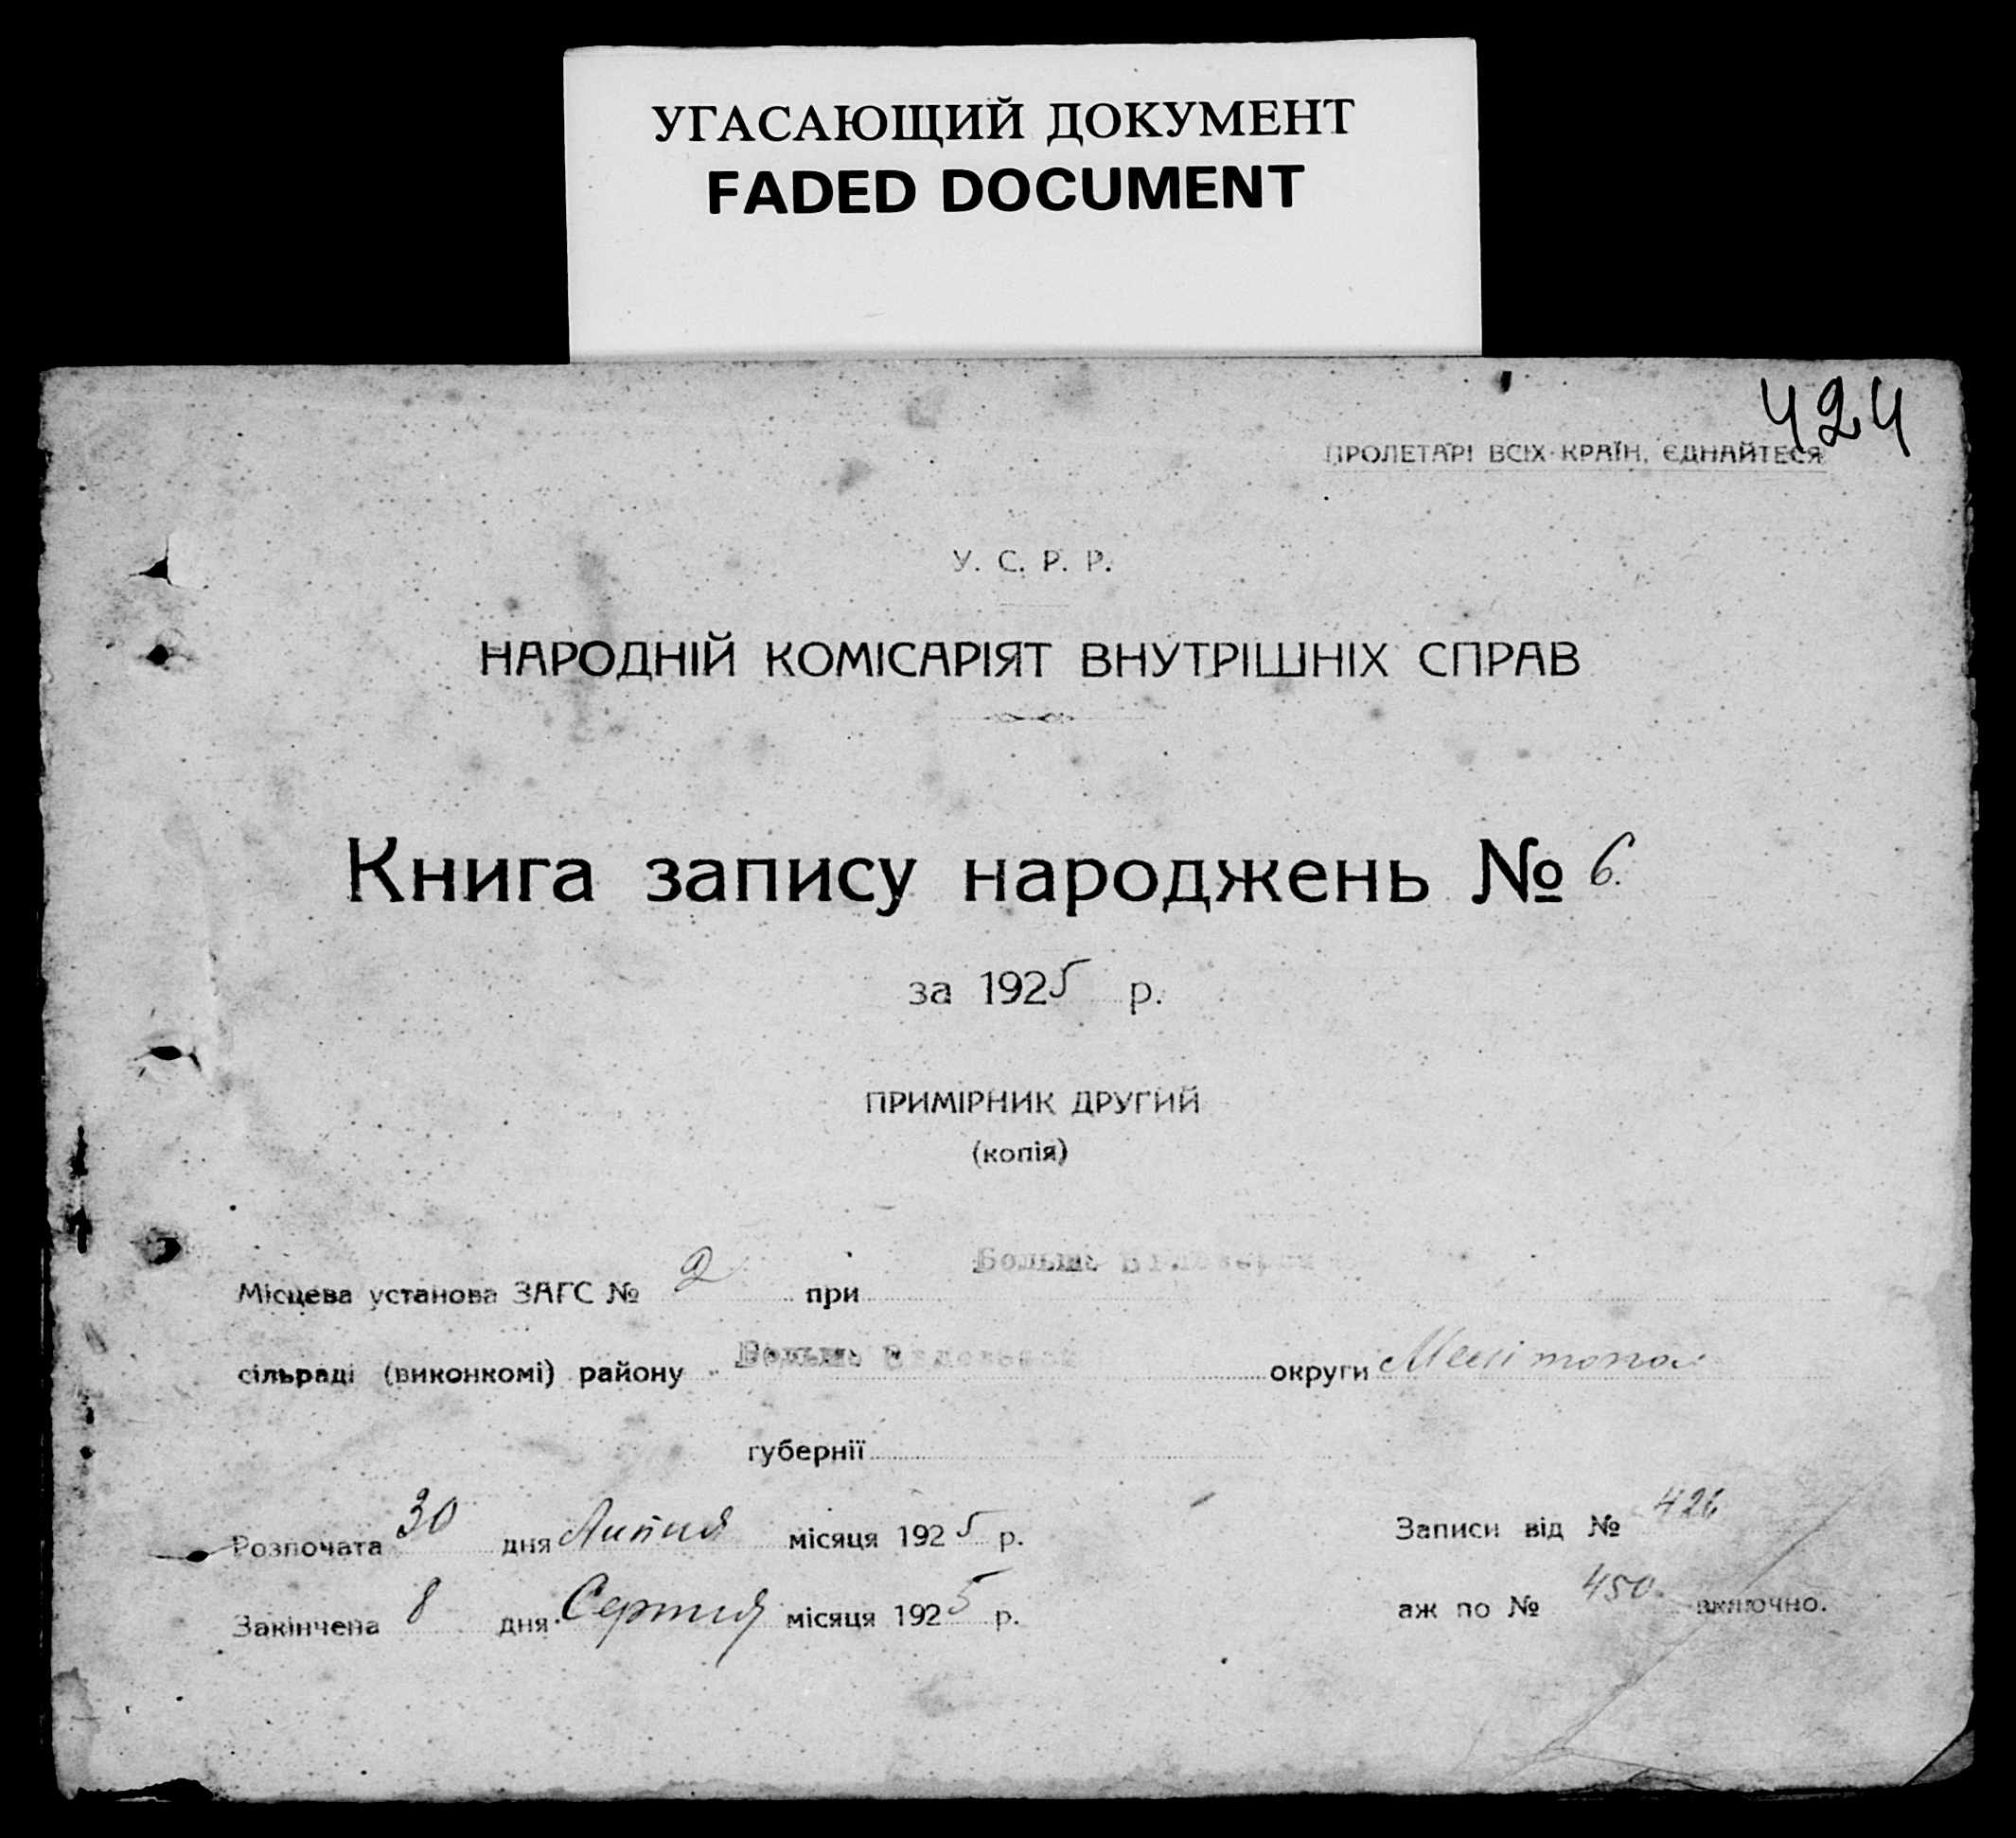 УГАСАЮЩИЙ ДОКУМЕНТ
FADED DOCUMENT
424
ПРОЛЕТАРІ ВСІХ КРАЇН, ЄДНАЙТЕСЯ
У. С. Р. Р.
НАРОДНІЙ КОМІСАРІЯТ ВНУТРІШНІХ СПРАВ
Книга запису народжень № 6.
за 1925 р.
ПРИМІРНИК ДРУГИЙ
(копія)
Місцева установа ЗАГС № 2 при
сільраді (виконкомі) району округи Мелітопол
губернії
Розпочата 30 дня Липня місяця 1925 р.
Записи від № 426
Закінчена 8 дня Серпня місяця 1925 р.
аж по № 450 включно.